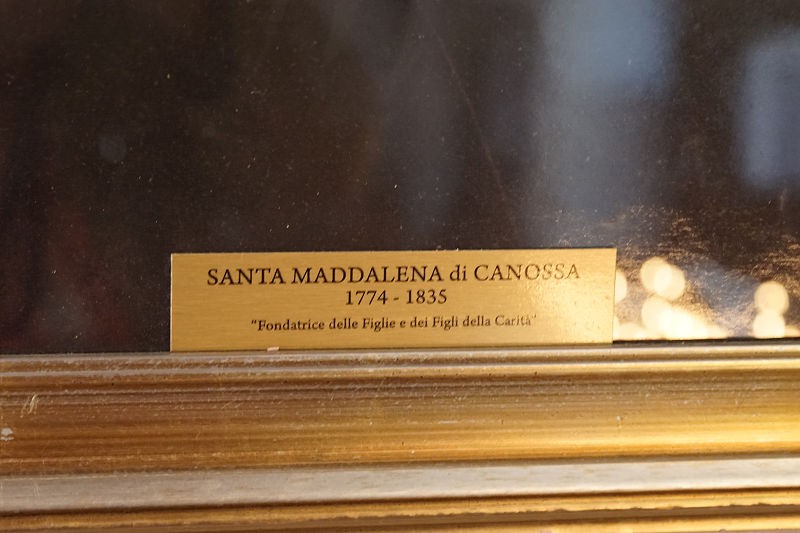 SANTA MADDALENA di CANOSSA
1774 - 1835
"Fondatrice delle Figlie e dei Figli della Carità"